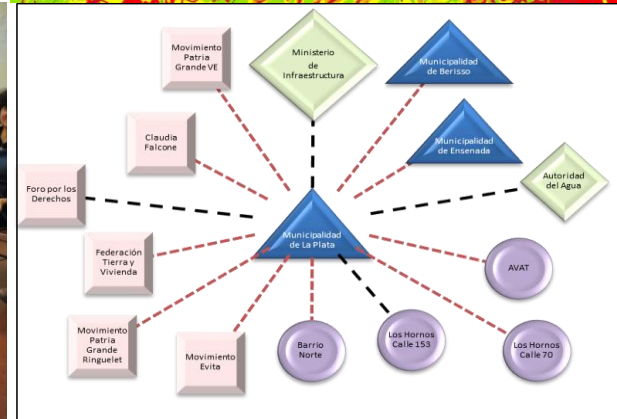 Movimiento
Patria
Grande VE
Ministerio
de
Infraestructura
Municipalidad
de Berisso
Claudia
Falcone
Municipalidad
de Ensenada
Foro por los
Derechos
Autoridad
del Agua
Municipalidad
de La Plata
Federación
Tierra y
Vivienda
AVAT
Movimiento
Patria
Grande
Ringuelet
Movimiento
Evita
Barrio
Norte
Los Hornos
Calle 153
Los Hornos
Calle 70